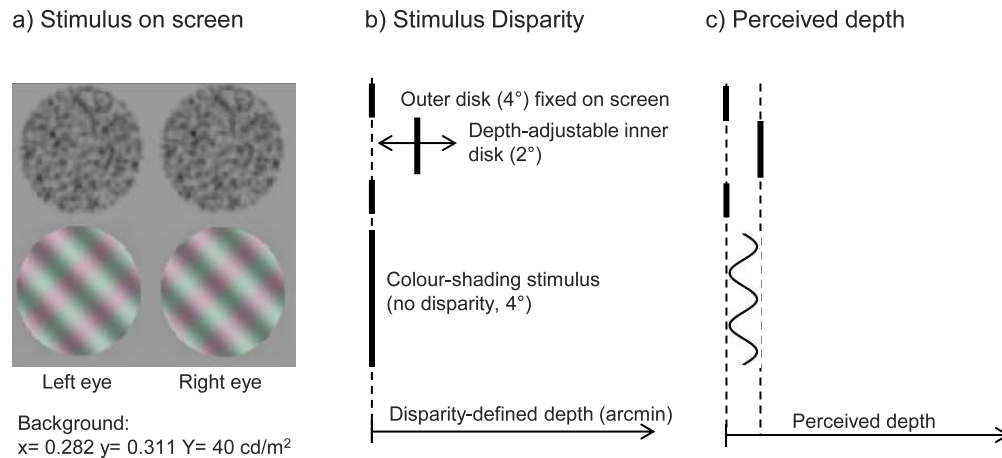 a) Stimulus on screen
b) Stimulus Disparity
c) Perceived depth
Outer disk (4°) fixed on screen
Depth-adjustable inner
disk (2°)
Colour-shading stimulus
(no disparity, 4°)
Left eye
Right eye
Disparity-defined depth (arcmin)
Perceived depth
Background:
x= 0.282 y= 0.311 Y= 40 cd/m²